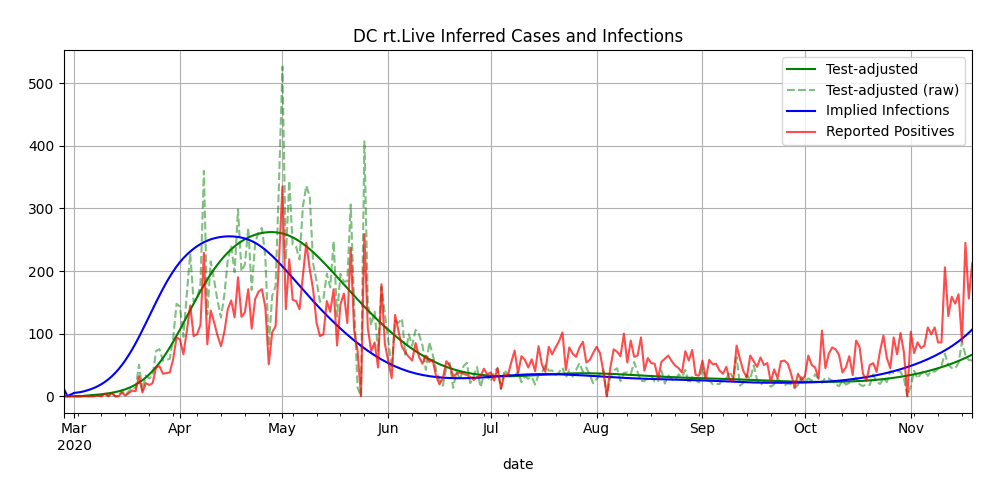 DC rt.Live Inferred Cases and Infections
Test-adjusted
Test-adjusted (raw)
Implied Infections
Reported Positives
500
400
300
200
100
0
Mar Apr May Jun Jul Aug Sep Oct Nov
2020
date